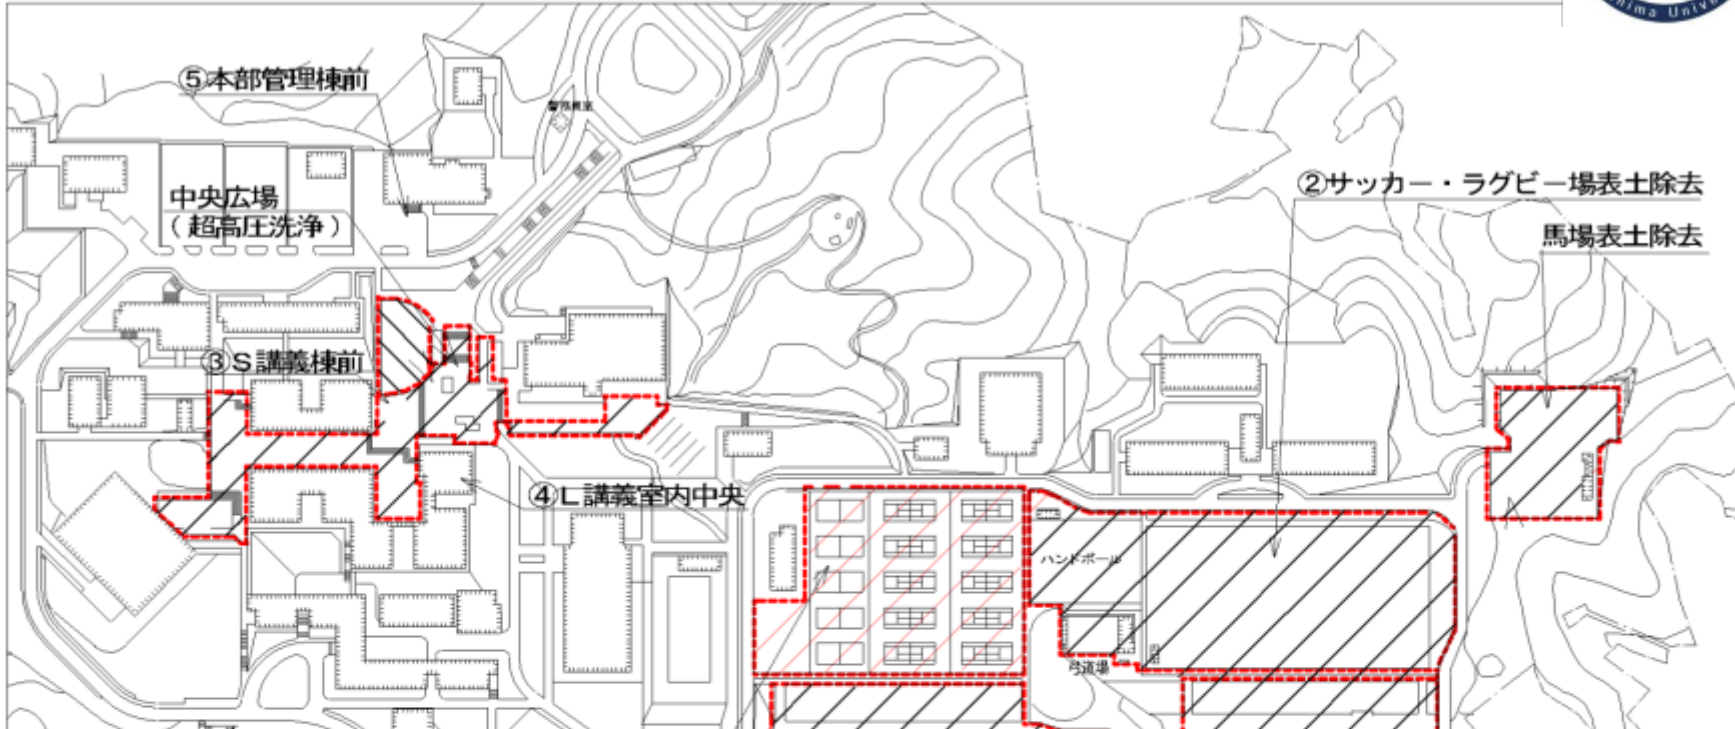 hima Univ
⑤本部管理棟前
中央広場
（超高圧洗浄）
②サッカー・ラグビー場表土除去
馬場表土除去
③S講義棟前
④L講義室内中央
ハンドボール
弓道場